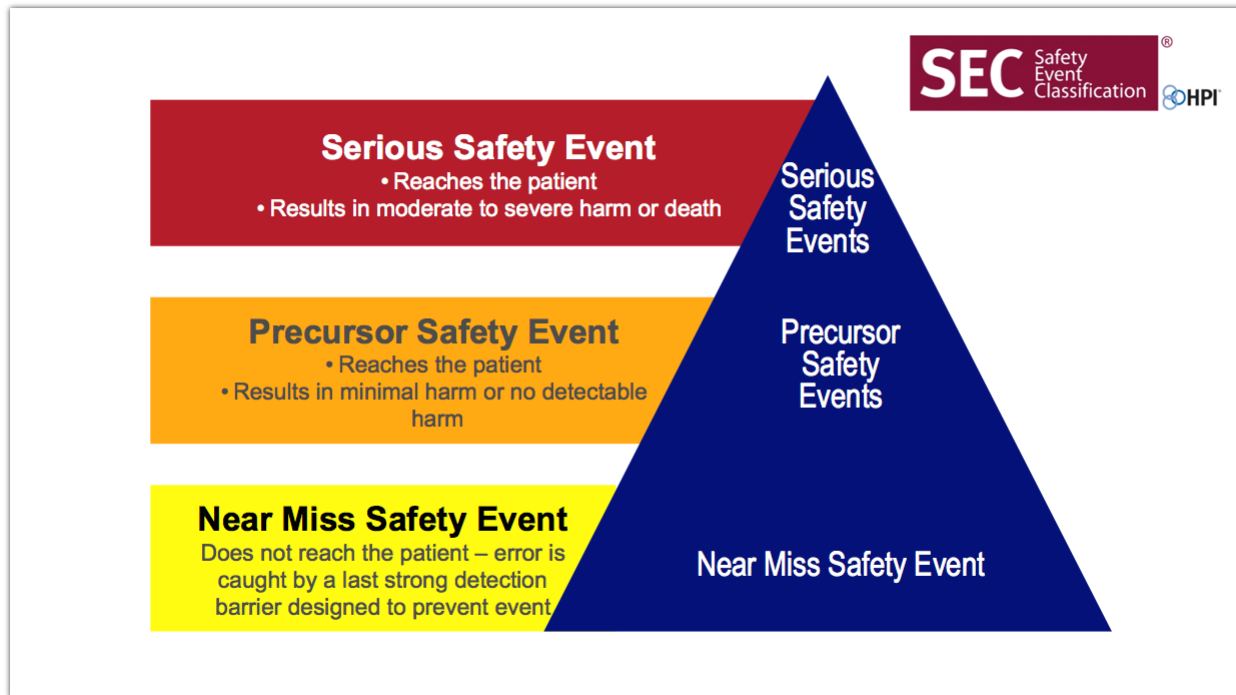 SEC Safety
Event
Classification
®
HPI
Serious Safety Event
• Reaches the patient
• Results in moderate to severe harm or death
Serious
Safety
Events
Precursor Safety Event
• Reaches the patient
• Results in minimal harm or no detectable
harm
Precursor
Safety
Events
Near Miss Safety Event
Does not reach the patient – error is
caught by a last strong detection
barrier designed to prevent event
Near Miss Safety Event